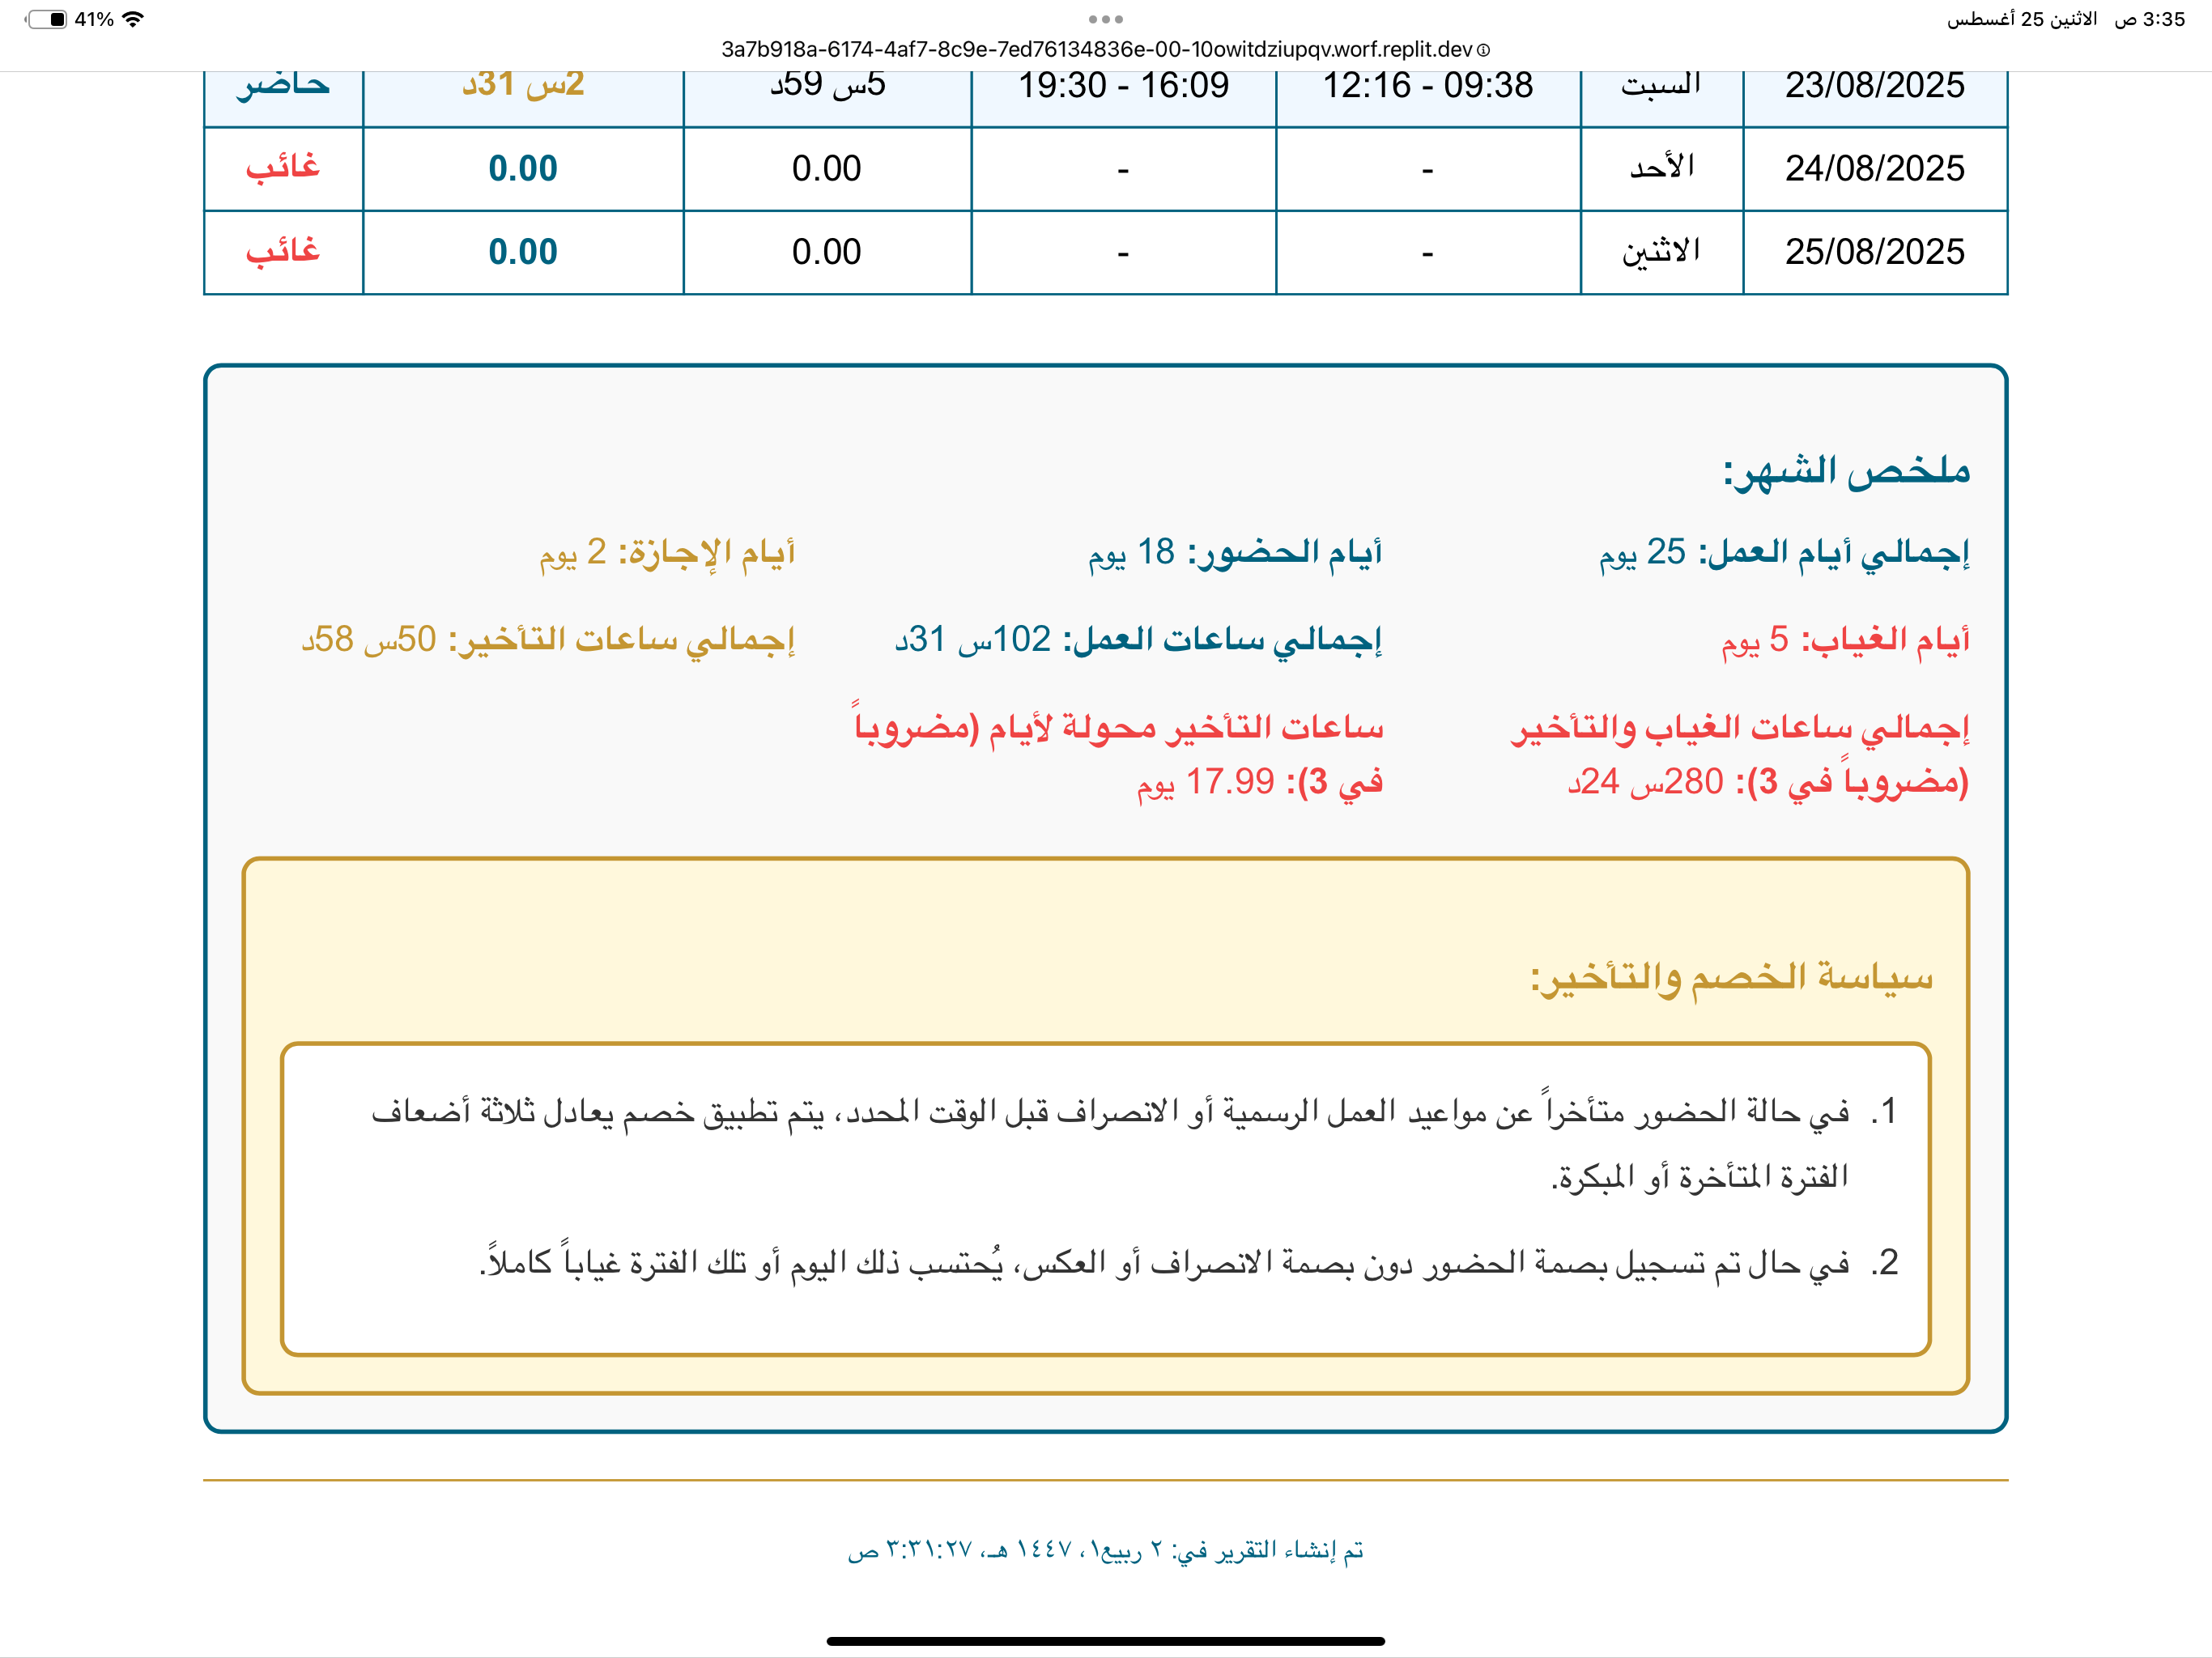 3:35 ص الاثنين 25 أغسطس
41%
3a7b918a-6174-4af7-8c9e-7ed76134836e-00-10owitdziupqv.worf.replit.dev
23/08/2025 السبت 09:38 - 12:16 16:09 - 19:30 5س 59د 2س 31د حاضر
24/08/2025 الأحد - - 0.00 0.00 غائب
25/08/2025 الاثنين - - 0.00 0.00 غائب
ملخص الشهر:
إجمالي أيام العمل: 25 يوم أيام الحضور: 18 يوم أيام الإجازة: 2 يوم
أيام الغياب: 5 يوم إجمالي ساعات العمل: 102س 31د إجمالي ساعات التأخير: 50س 58د
إجمالي ساعات الغياب والتأخير
(مضروباً في 3): 280س 24د
ساعات التأخير محولة لأيام (مضروباً
في 3): 17.99 يوم
سياسة الخصم والتأخير:
1. في حالة الحضور متأخراً عن مواعيد العمل الرسمية أو الانصراف قبل الوقت المحدد، يتم تطبيق خصم يعادل ثلاثة أضعاف
الفترة المتأخرة أو المبكرة.
2. في حال تم تسجيل بصمة الحضور دون بصمة الانصراف أو العكس، يُحتسب ذلك اليوم أو تلك الفترة غياباً كاملاً.
تم إنشاء التقرير في: ٢ ربيع١، ١٤٤٧ هـ، ٣:٣١:٢٧ ص